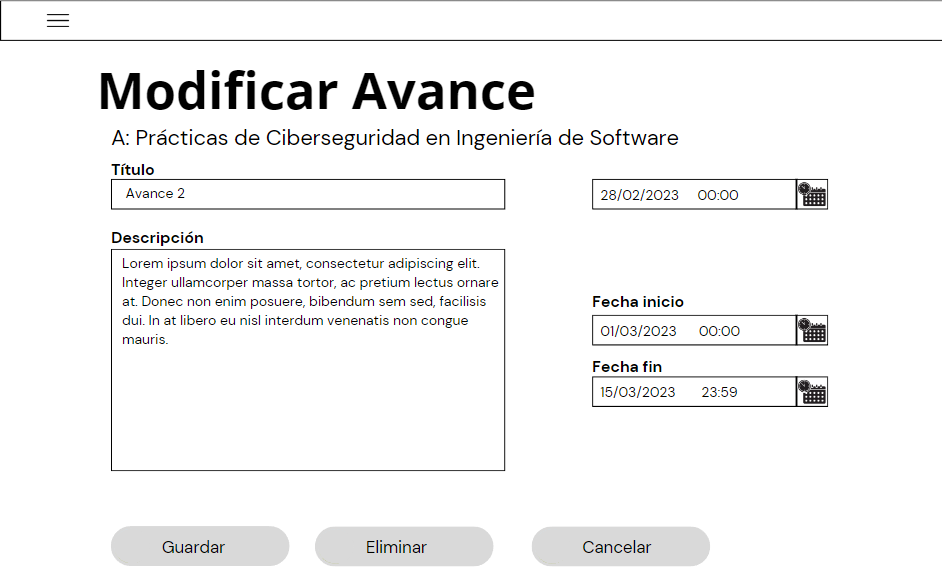 Modificar Avance
A: Prácticas de Ciberseguridad en Ingeniería de Software
Título
Avance 2
28/02/2023 00:00
Descripción
Lorem ipsum dolor sit amet, consectetur adipiscing elit.
Integer ullamcorper massa tortor, ac pretium lectus ornare
at. Donec non enim posuere, bibendum sem sed, facilisis
dui. In at libero eu nisl interdum venenatis non congue
mauris.
Fecha inicio
01/03/2023 00:00
Fecha fin
15/03/2023 23:59
Guardar
Eliminar
Cancelar